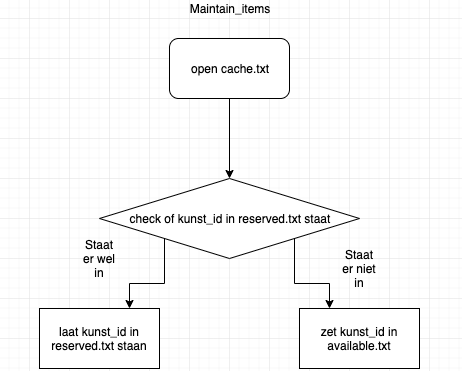 Maintain_items
open cache.txt
check of kunst_id in reserved.txt staat
Staat
er wel
in
Staat
er niet
in
laat kunst_id in
reserved.txt staan
zet kunst_id in
available.txt